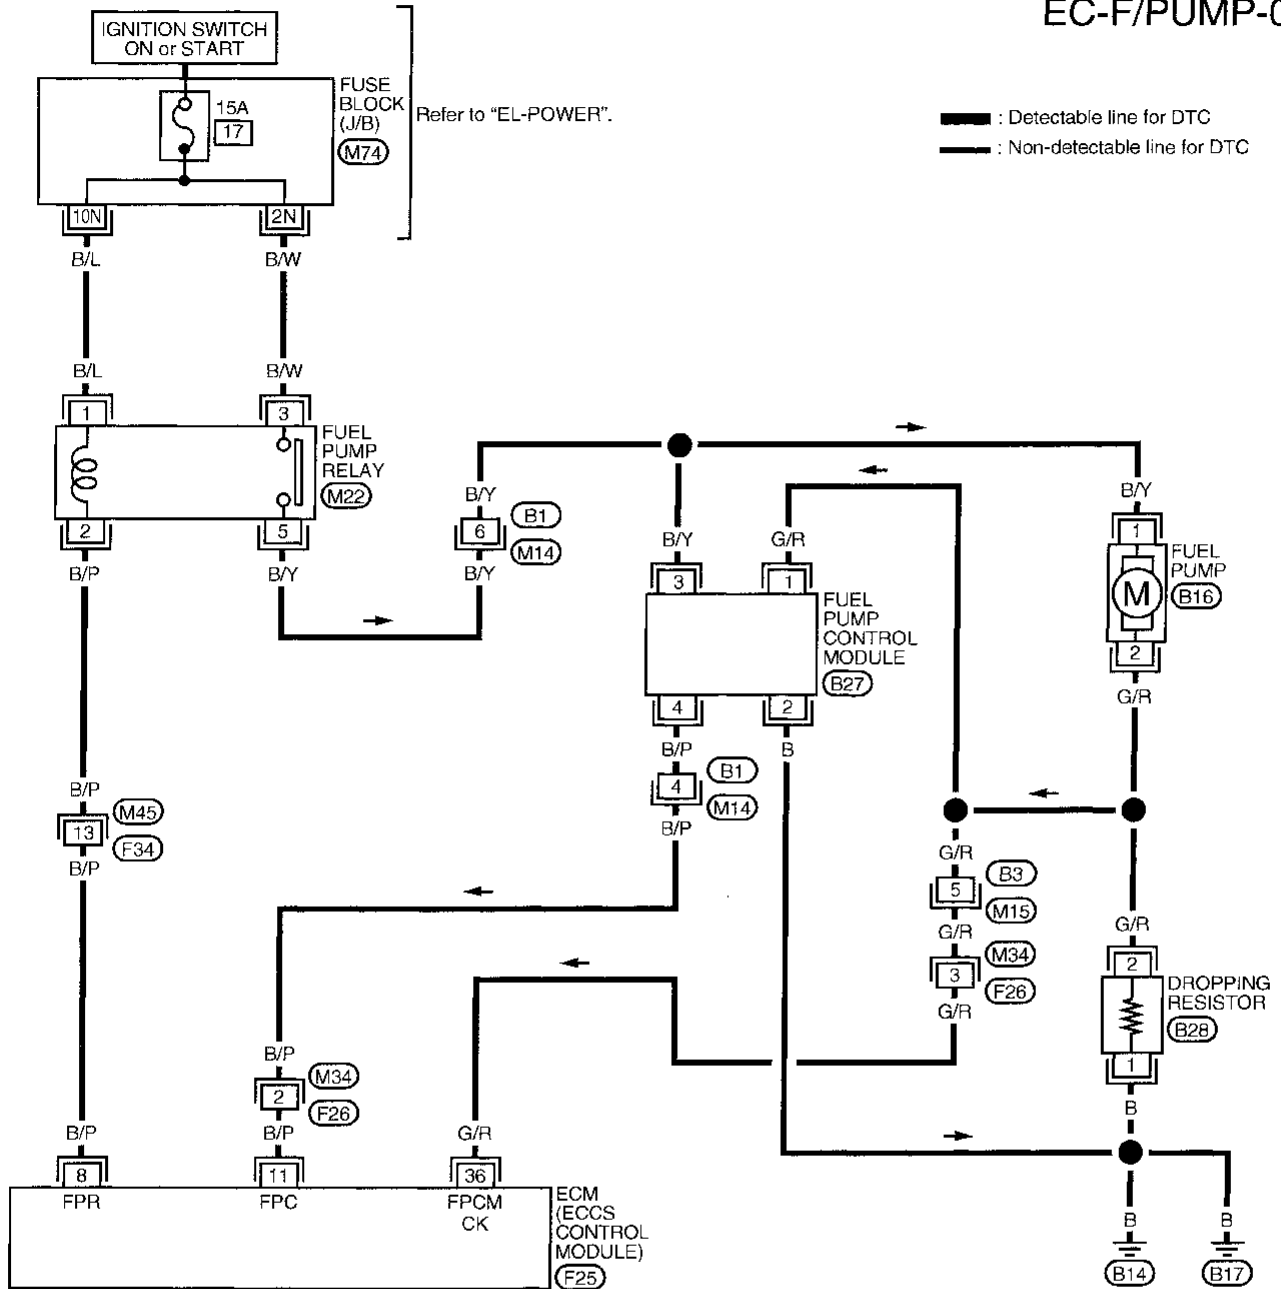 EC-F/PUMP-0
IGNITION SWITCH
ON or START
FUSE
BLOCK
(J/B)
M74
15A
17
Refer to "EL-POWER".
: Detectable line for DTC
: Non-detectable line for DTC
10N
2N
B/L
B/W
B/L
B/W
1
3
FUEL
PUMP
RELAY
M22
2
5
B/P
B/Y
B/Y
6
B1
M14
B/Y
B/Y
G/R
3
1
FUEL
PUMP
CONTROL
MODULE
B27
4
2
B/P
B
4
B1
M14
B/P
B/Y
1
FUEL
PUMP
M
B16
2
G/R
B/P
13
M45
F34
B/P
G/R
5
B3
M15
G/R
3
M34
F26
G/R
G/R
2
DROPPING
RESISTOR
B28
1
B
B/P
2
M34
F26
B/P
B/P
G/R
8
11
36
FPR
FPC
FPCM
CK
ECM
(ECCS
CONTROL
MODULE)
F25
B
B
B14
B17